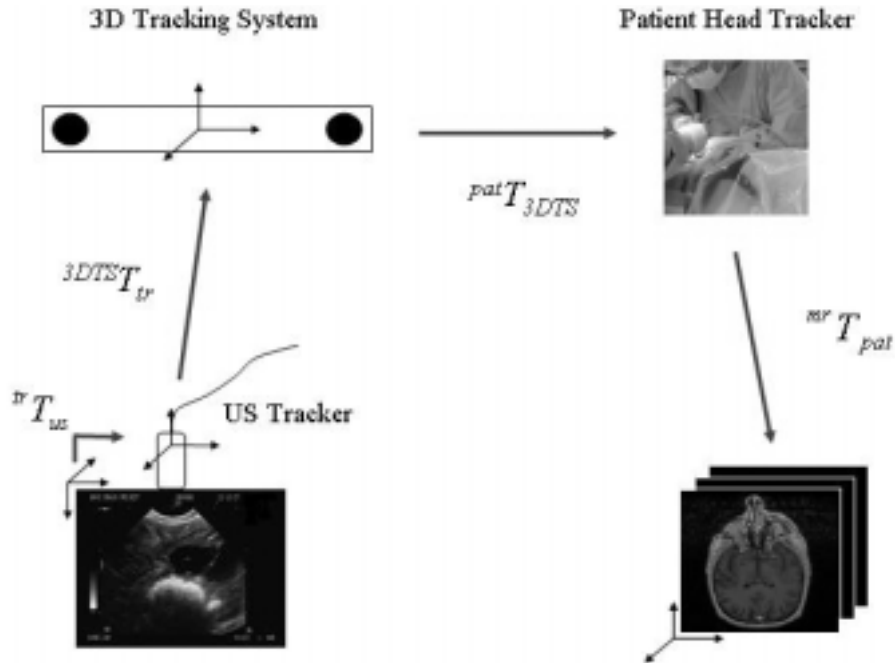 3D Tracking System
Patient Head Tracker
patT3DTS
3DTSTtr
mrTpat
trTus
US Tracker